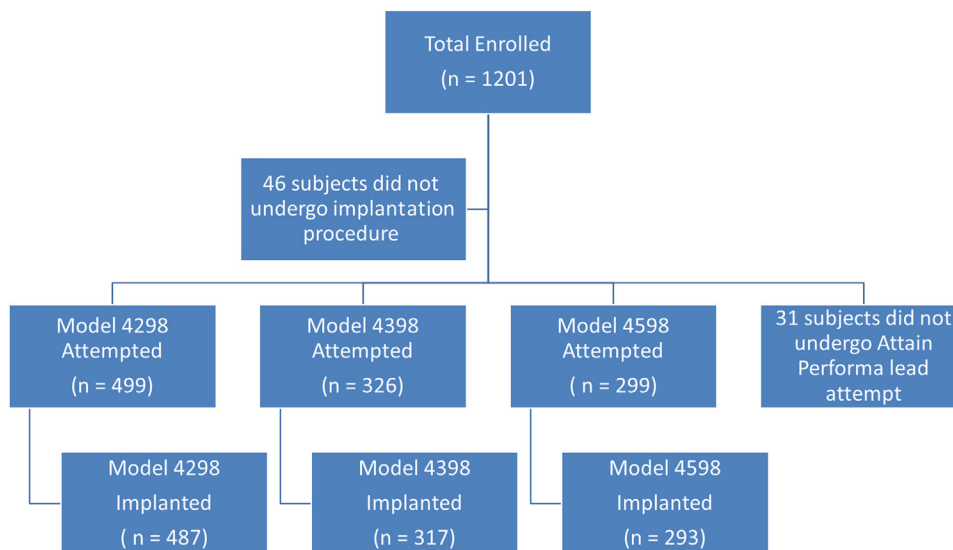 Total Enrolled
(n = 1201)
46 subjects did not
undergo implantation
procedure
Model 4298
Attempted
(n = 499)
Model 4398
Attempted
(n = 326)
Model 4598
Attempted
( n = 299)
31 subjects did not
undergo Attain
Performa lead
attempt
Model 4298
Implanted
( n = 487)
Model 4398
Implanted
(n = 317)
Model 4598
Implanted
(n = 293)